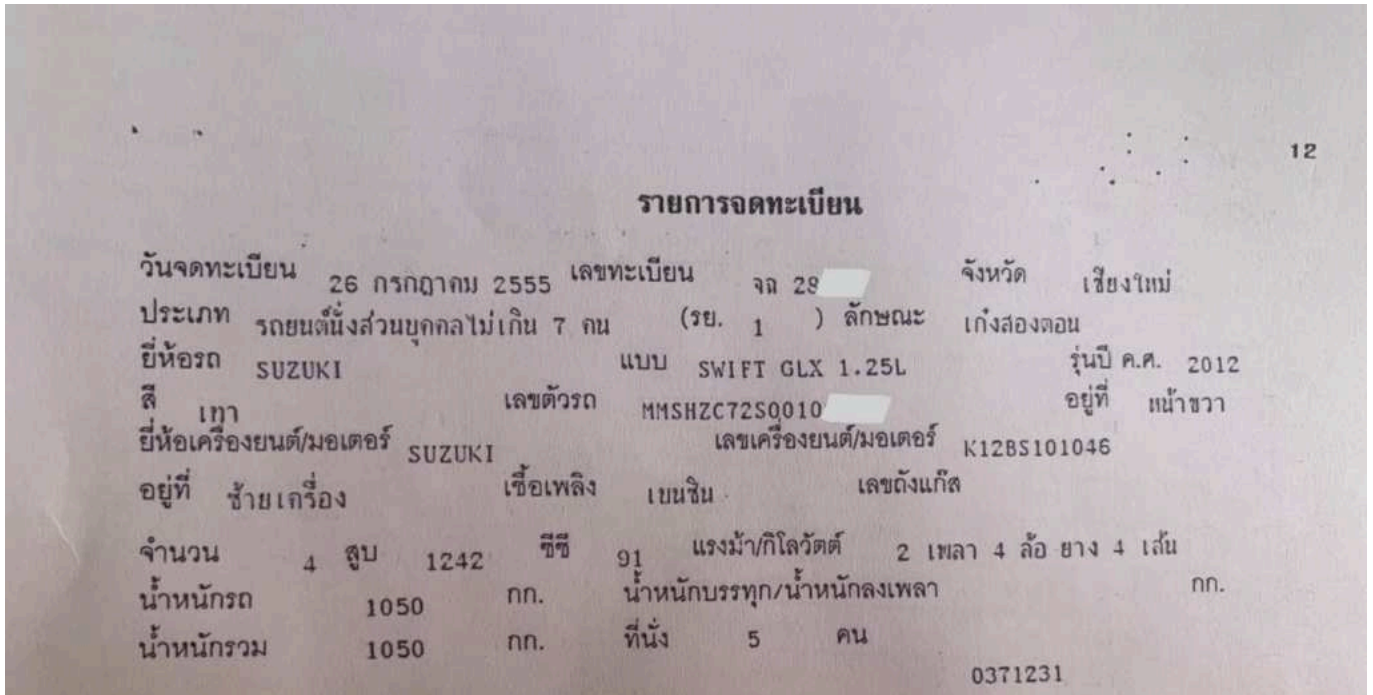 12
รายการจดทะเบียน
วันจดทะเบียน 26 กรกฎาคม 2555 เลขทะเบียน จถ 28 จังหวัด เชียงใหม่
ประเภท รถยนต์นั่งส่วนบุคคลไม่เกิน 7 คน (รย. 1 ) ลักษณะ เก๋งสองตอน
ยี่ห้อรถ SUZUKI แบบ SWIFT GLX 1.25L รุ่นปี ค.ศ. 2012
สี เทา เลขตัวรถ MMSHZC72S0010 อยู่ที่ หน้าขวา
ยี่ห้อเครื่องยนต์/มอเตอร์ SUZUKI เลขเครื่องยนต์/มอเตอร์ K12BS101046
อยู่ที่ ซ้ายเครื่อง เชื้อเพลิง เบนซิน เลขถังแก๊ส
จำนวน 4 สูบ 1242 ซีซี 91 แรงม้า/กิโลวัตต์ 2 เพลา 4 ล้อ ยาง 4 เส้น
น้ำหนักรถ 1050 กก. น้ำหนักบรรทุก/น้ำหนักลงเพลา กก.
น้ำหนักรวม 1050 กก. ที่นั่ง 5 คน
0371231